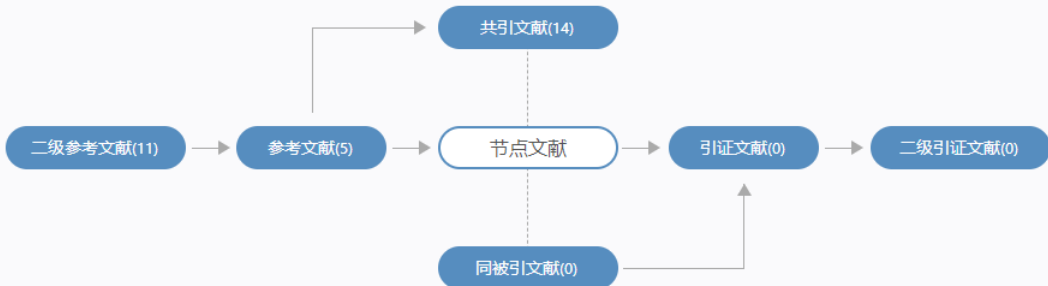 共引文献(14)
二级参考文献(11)
参考文献(5)
节点文献
引证文献(0)
二级引证文献(0)
同被引文献(0)